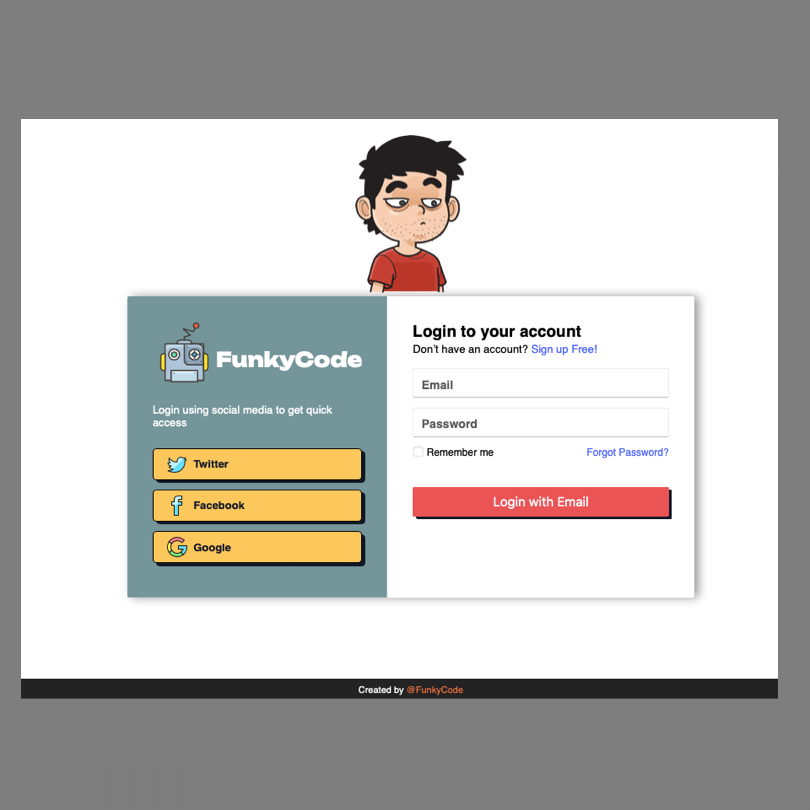 FunkyCode
Login using social media to get quick
access
Twitter
Facebook
Google
Login to your account
Don't have an account? Sign up Free!
Email
Password
Remember me
Forgot Password?
Login with Email
Created by @FunkyCode